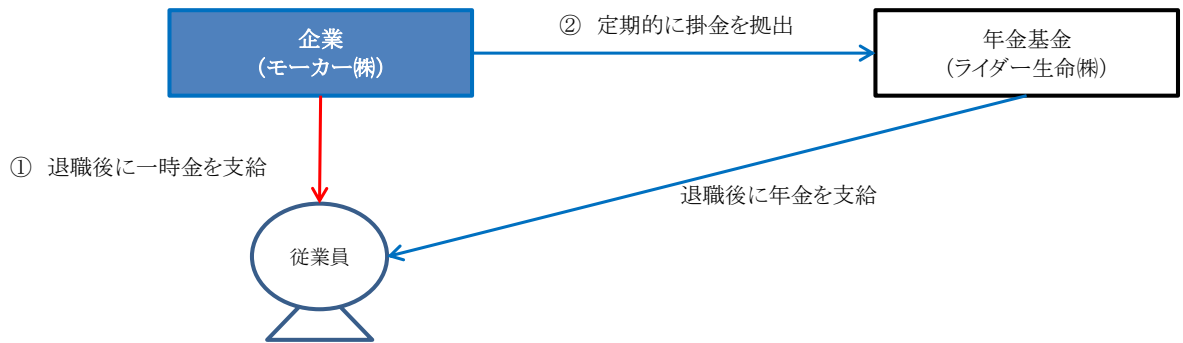 企業
(モーカー㈱)
② 定期的に掛金を拠出
年金基金
(ライダー生命㈱)
① 退職後に一時金を支給
退職後に年金を支給
従業員